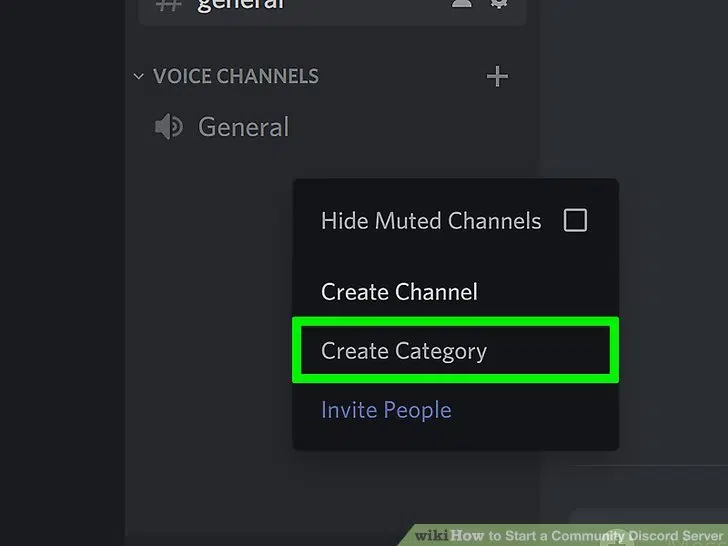 # general
VOICE CHANNELS
General
Hide Muted Channels
Create Channel
Create Category
Invite People
wikiHow to Start a Community Discord Server